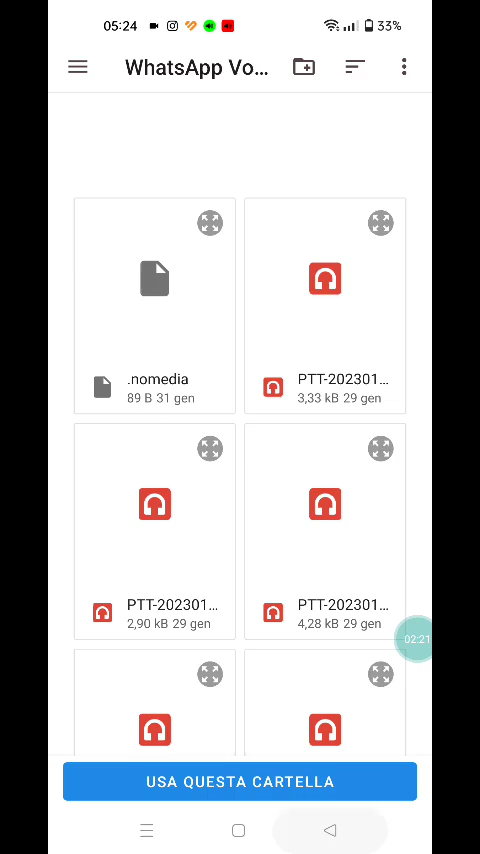 05:24
33%
WhatsApp Vo...
.nomedia
89 B 31 gen
PTT-202301...
3,33 kB 29 gen
PTT-202301...
2,90 kB 29 gen
PTT-202301...
4,28 kB 29 gen
02:21
USA QUESTA CARTELLA